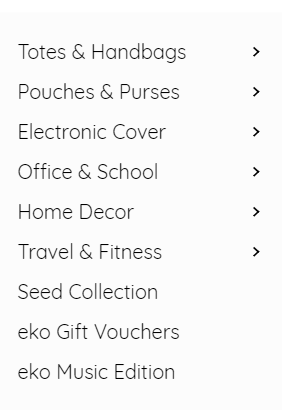 Totes & Handbags
Pouches & Purses
Electronic Cover
Office & School
Home Decor
Travel & Fitness
Seed Collection
eko Gift Vouchers
eko Music Edition